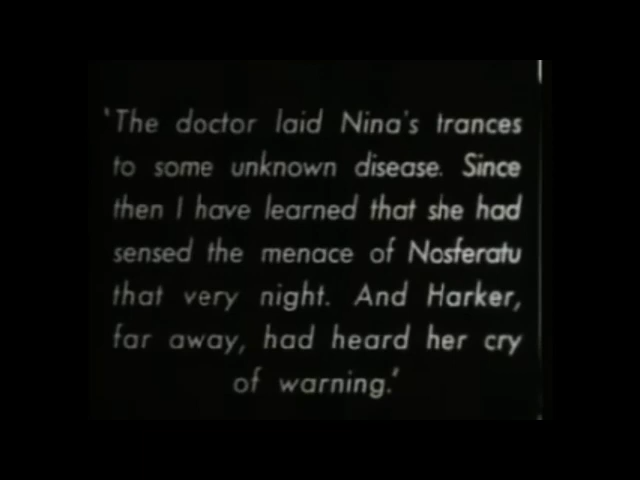 'The doctor laid Nina's trances
to some unknown disease. Since
then I have learned that she had
sensed the menace of Nosferatu
that very night. And Harker,
far away, had heard her cry
of warning.'